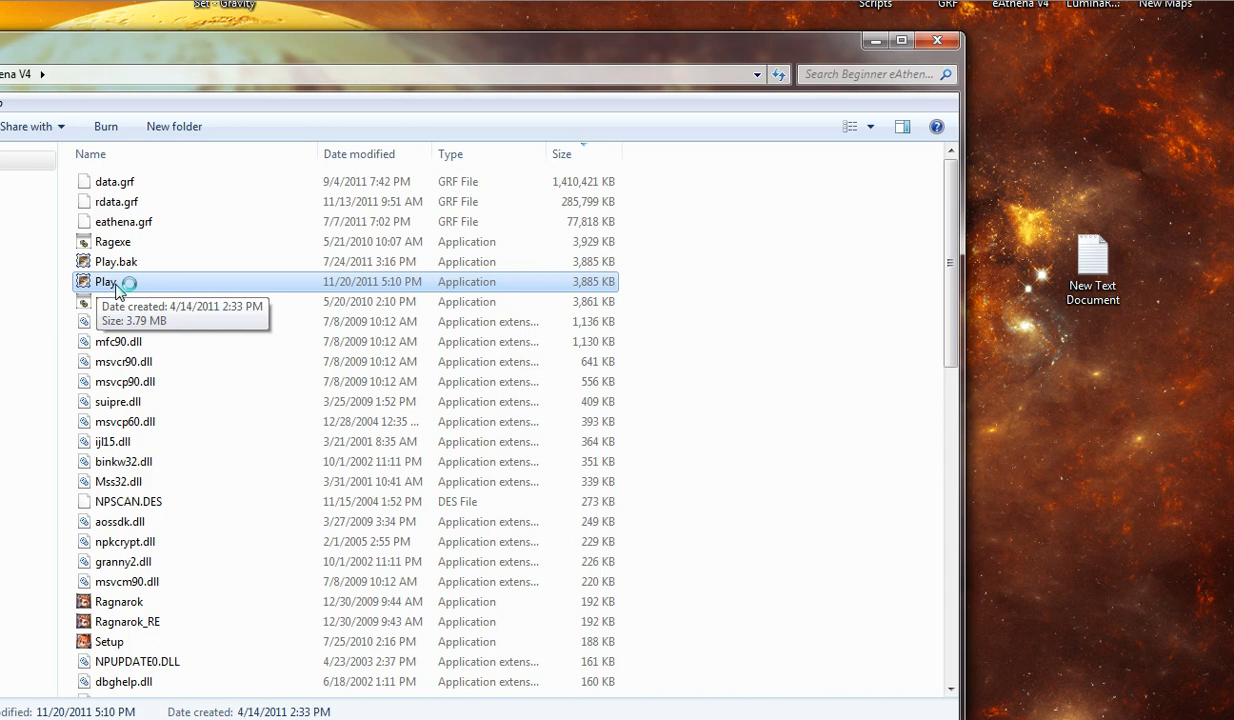 Set - Gravity Scripts GRF eAthena V4 Luminar... New Maps
ena V4
Search Beginner eAthen...
Share with Burn New folder
Name Date modified Type Size
data.grf 9/4/2011 7:42 PM GRF File 1,410,421 KB
rdata.grf 11/13/2011 9:51 AM GRF File 285,799 KB
eathena.grf 7/7/2011 7:02 PM GRF File 77,818 KB
Ragexe 5/21/2010 10:07 AM Application 3,929 KB
Play.bak 7/24/2011 3:16 PM Application 3,885 KB
Play 11/20/2011 5:10 PM Application 3,885 KB
5/20/2010 2:10 PM Application 3,861 KB
Date created: 4/14/2011 2:33 PM
Size: 3.79 MB
7/8/2009 10:12 AM Application extens... 1,136 KB
mfc90.dll 7/8/2009 10:12 AM Application extens... 1,130 KB
msvcr90.dll 7/8/2009 10:12 AM Application extens... 641 KB
msvcp90.dll 7/8/2009 10:12 AM Application extens... 556 KB
suipre.dll 3/25/2009 1:52 PM Application extens... 409 KB
msvcp60.dll 12/28/2004 12:35 ... Application extens... 393 KB
ijl15.dll 3/21/2001 8:35 AM Application extens... 364 KB
binkw32.dll 10/1/2002 11:11 PM Application extens... 351 KB
Mss32.dll 3/31/2001 10:41 AM Application extens... 339 KB
NPSCAN.DES 11/15/2004 1:52 PM DES File 273 KB
aossdk.dll 3/27/2009 3:34 PM Application extens... 249 KB
npkcrypt.dll 2/1/2005 2:55 PM Application extens... 229 KB
granny2.dll 10/1/2002 11:11 PM Application extens... 226 KB
msvcm90.dll 7/8/2009 10:12 AM Application extens... 220 KB
Ragnarok 12/30/2009 9:44 AM Application 192 KB
Ragnarok_RE 12/30/2009 9:43 AM Application 192 KB
Setup 7/25/2010 2:16 PM Application 188 KB
NPUPDATE0.DLL 4/23/2003 2:37 PM Application extens... 161 KB
dbghelp.dll 6/18/2002 1:11 PM Application extens... 160 KB
dified: 11/20/2011 5:10 PM Date created: 4/14/2011 2:33 PM
New Text
Document